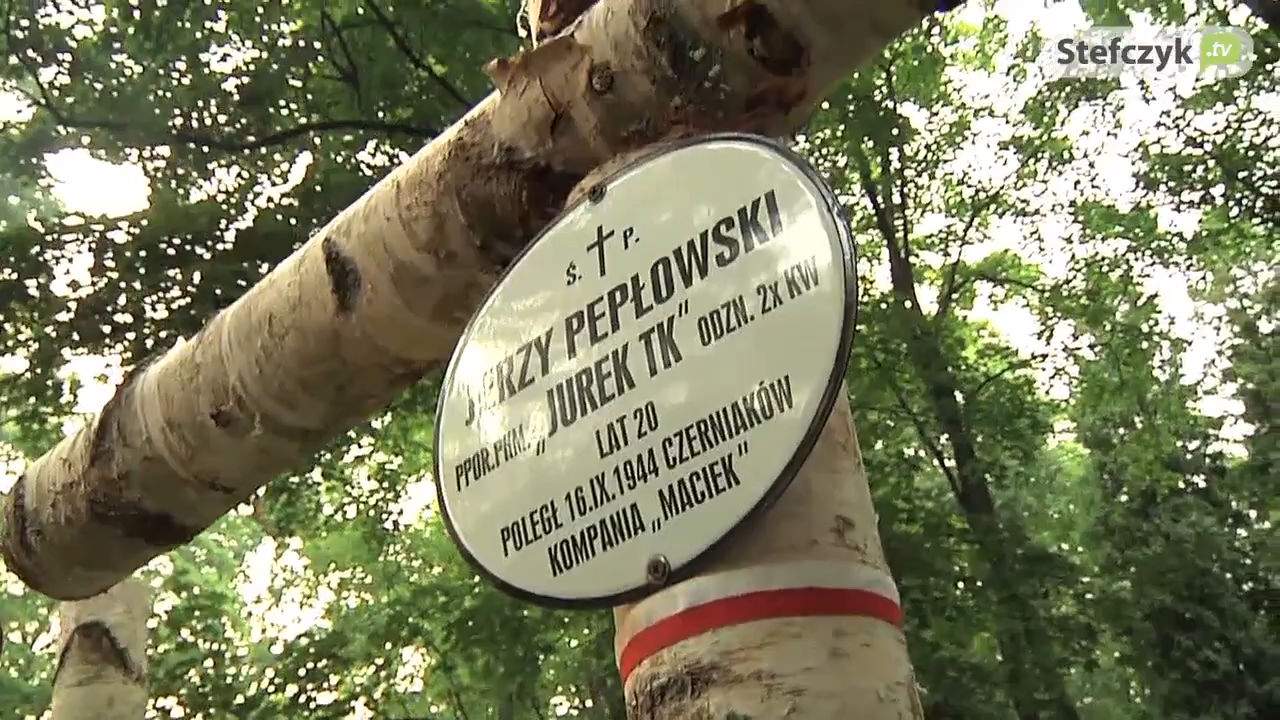 Stefczyk.tv
Ś. P.
JERZY PEPŁOWSKI
PPOR.PHM. „JUREK TK” ODZN. 2x KW
LAT 20
POLEGŁ 16.IX.1944 CZERNIAKÓW
KOMPANIA „MACIEK”